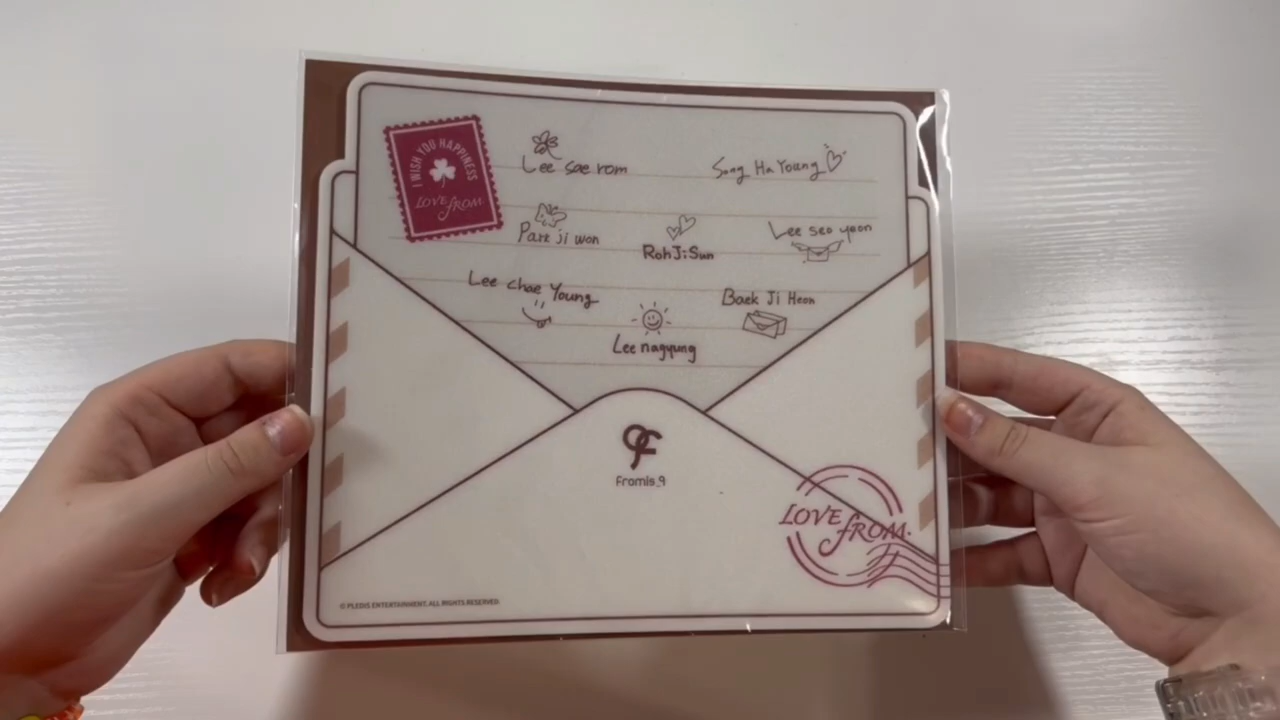 I WISH YOU HAPPINESS
LOVE FROM
Lee sae rom
Song Ha Young
Park ji won
Roh Ji Sun
Lee seo yeon
Lee chae Young
Baek Ji Heon
Lee nagyung
fromis_9
LOVE FROM.
© PLEDIS ENTERTAINMENT. ALL RIGHTS RESERVED.